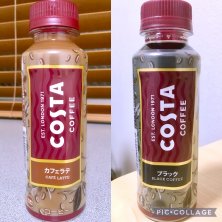 COSTA
COFFEE
EST LONDON 1971
カフェラテ
CAFE LATTE
COSTA
COFFEE
EST LONDON 1971
ブラック
BLACK COFFEE
PIC•COLLAGE